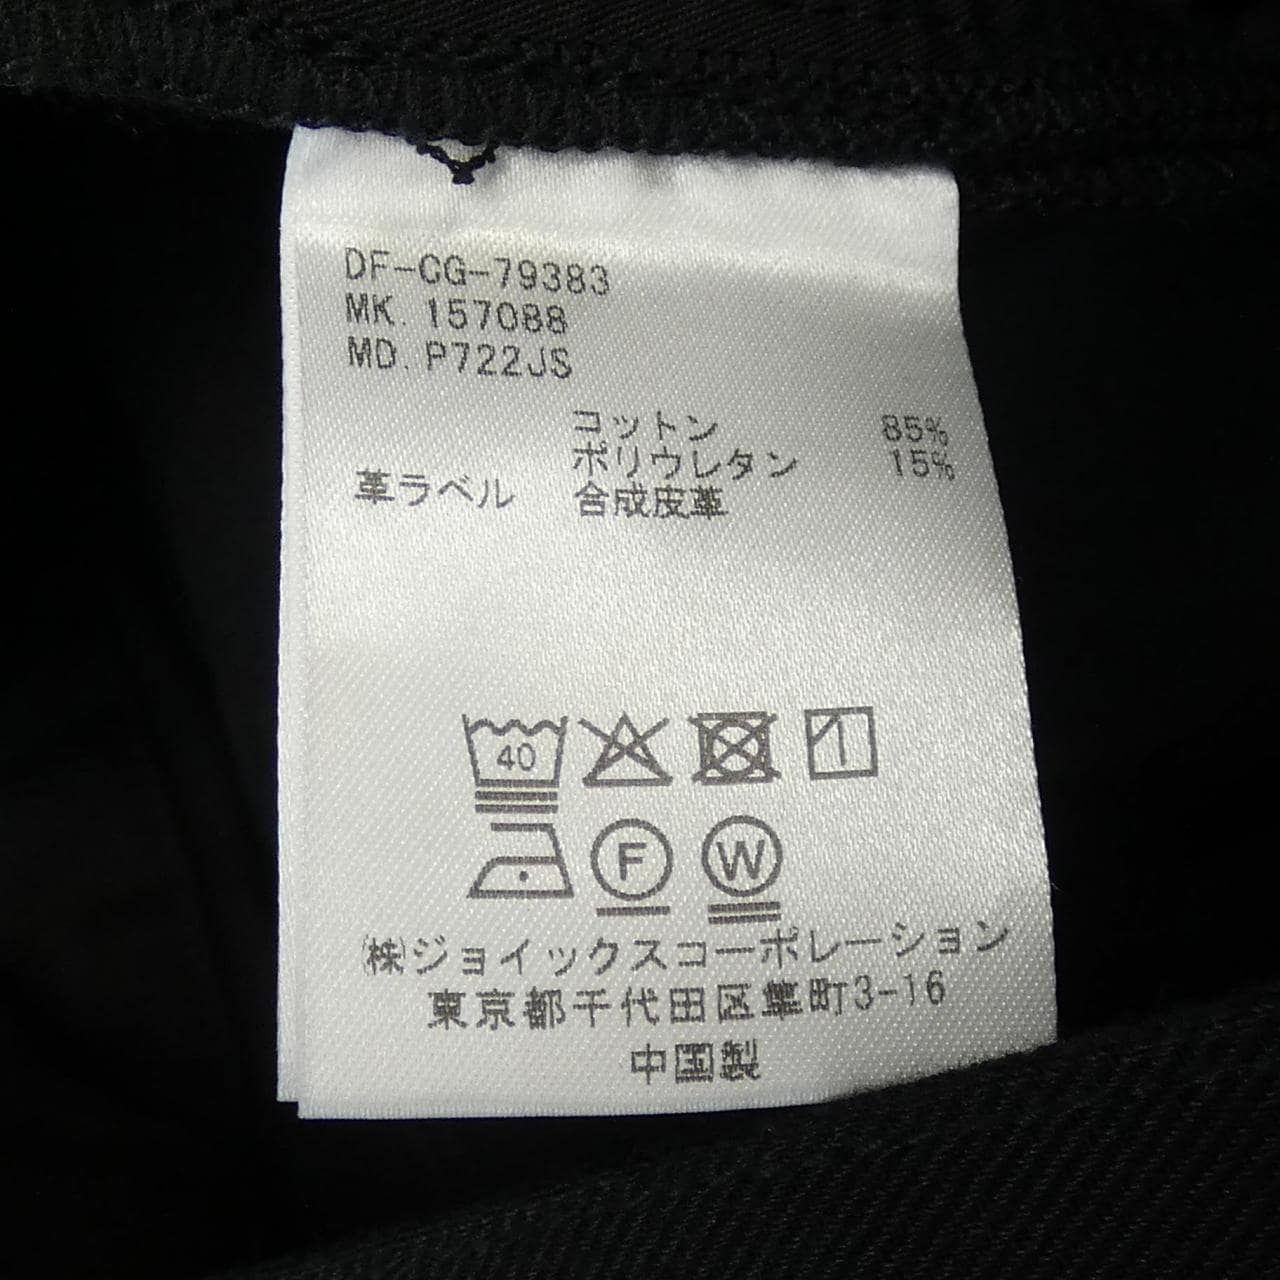 DF-CG-79383
MK. 157088
MD. P722JS
コットン 85%
ポリウレタン 15%
革ラベル 合成皮革
40
F W
(株)ジョイックスコーポレーション
東京都千代田区隼町3-16
中国製